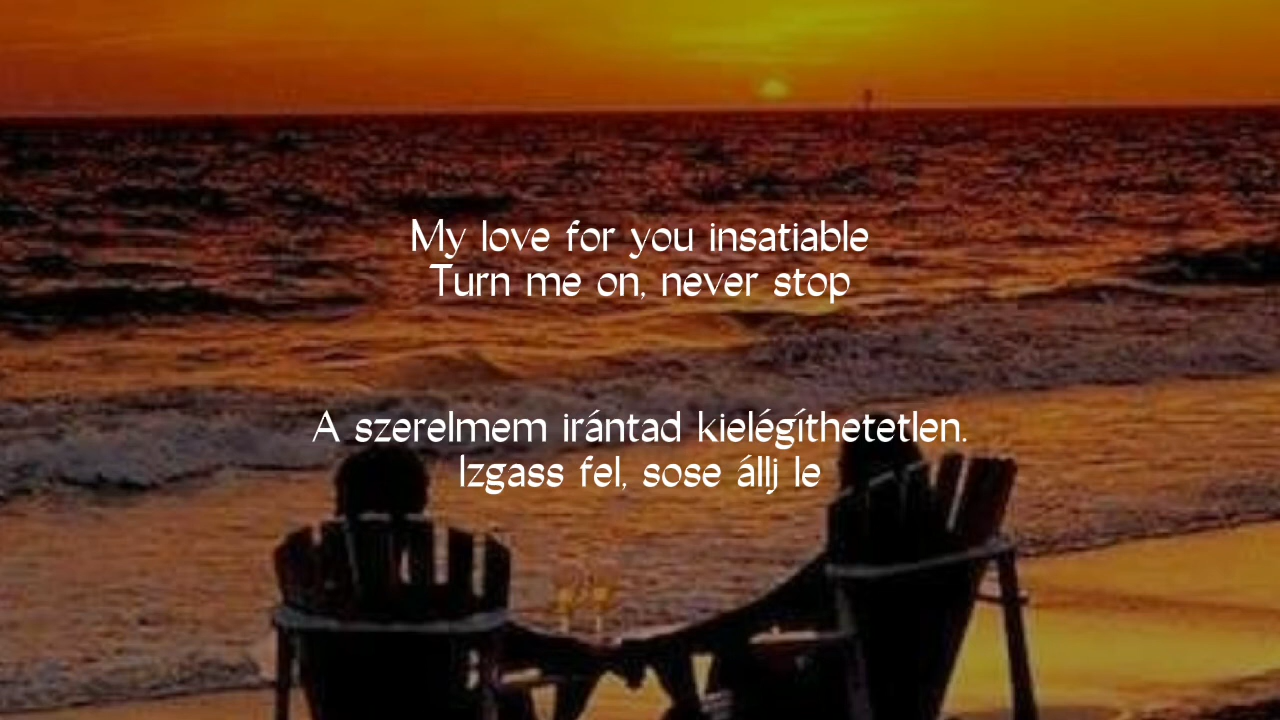 My love for you insatiable
Turn me on, never stop
A szerelmem irántad kielégíthetetlen.
Izgass fel, sose állj le